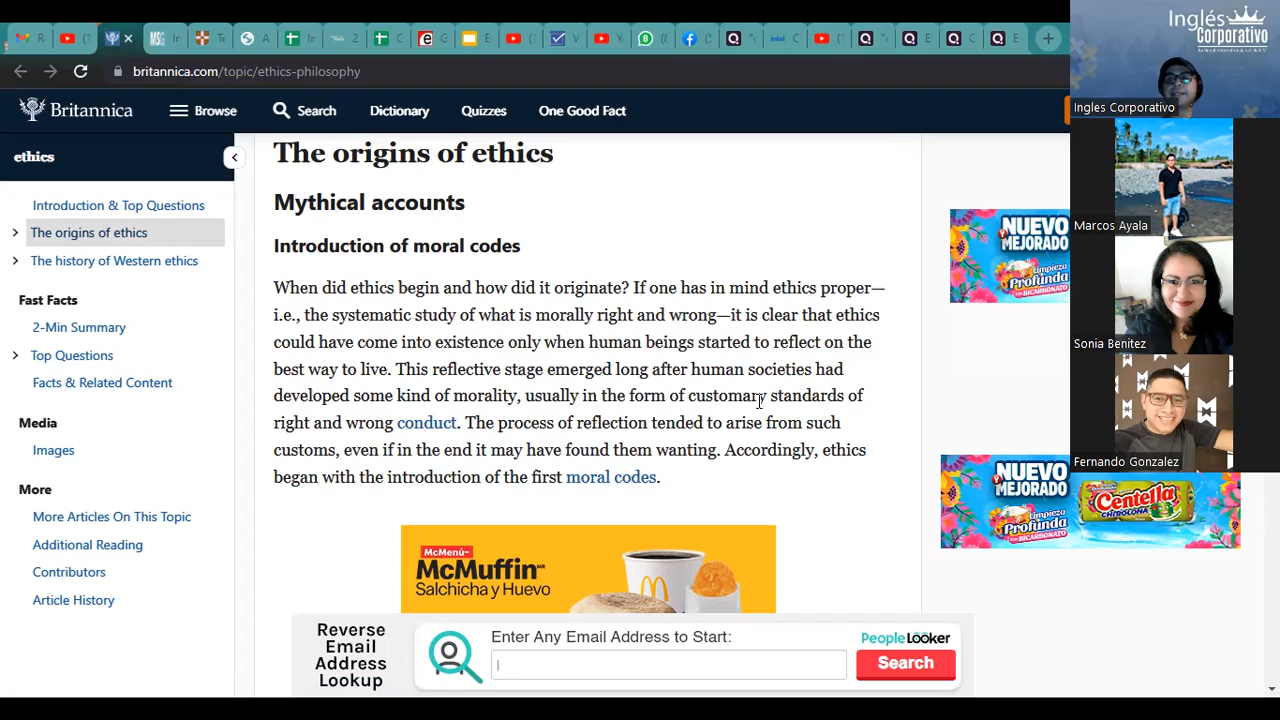 britannica.com/topic/ethics-philosophy
Britannica
Browse
Search
Dictionary
Quizzes
One Good Fact
ethics
Introduction & Top Questions
The origins of ethics
The history of Western ethics
Fast Facts
2-Min Summary
Top Questions
Facts & Related Content
Media
Images
More
More Articles On This Topic
Additional Reading
Contributors
Article History
The origins of ethics
Mythical accounts
Introduction of moral codes
When did ethics begin and how did it originate? If one has in mind ethics proper—
i.e., the systematic study of what is morally right and wrong—it is clear that ethics
could have come into existence only when human beings started to reflect on the
best way to live. This reflective stage emerged long after human societies had
developed some kind of morality, usually in the form of customary standards of
right and wrong conduct. The process of reflection tended to arise from such
customs, even if in the end it may have found them wanting. Accordingly, ethics
began with the introduction of the first moral codes.
McMenú
McMuffin
Salchicha y Huevo
Reverse
Email
Address
Lookup
Enter Any Email Address to Start:
PeopleLooker
Search
NUEVO
Y MEJORADO
Limpieza
Profunda
con BICARBONATO
NUEVO
Y MEJORADO
Limpieza
Profunda
con BICARBONATO
Centella
Inglés
Corporativo
Ingles Corporativo
Marcos Ayala
Sonia Benitez
Fernando Gonzalez